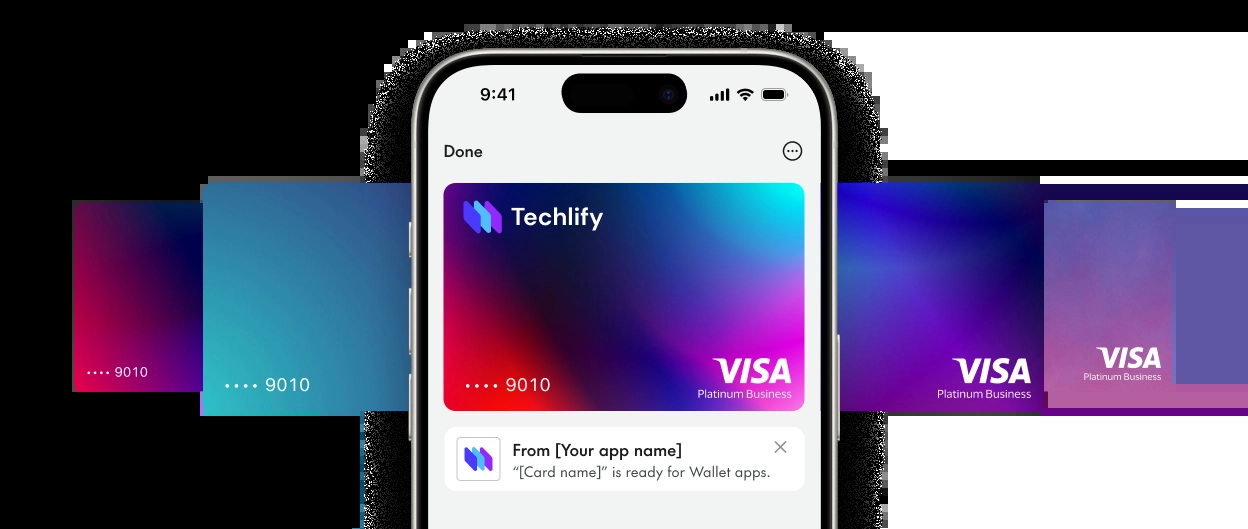 9:41
Done
Techlify
•••• 9010
•••• 9010
•••• 9010
VISA
Platinum Business
VISA
Platinum Business
VISA
Platinum Business
From [Your app name]
“[Card name]” is ready for Wallet apps.